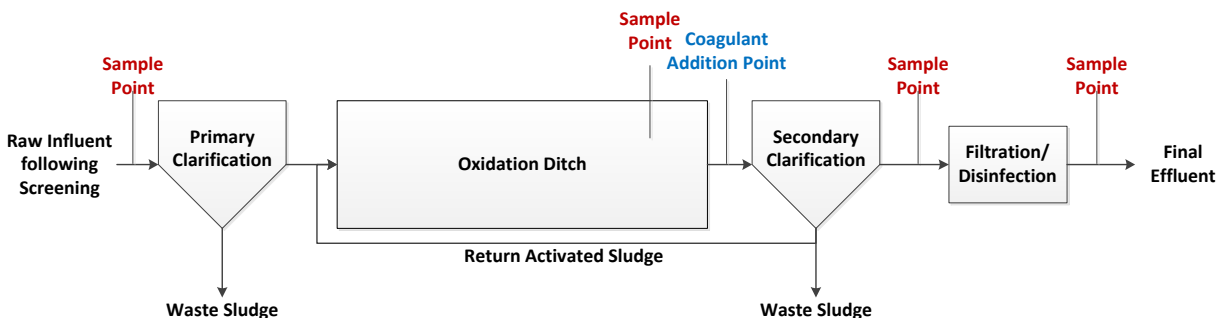 Sample
Point
Coagulant
Addition Point
Sample
Point
Sample
Point
Sample
Point
Raw Influent
following
Screening
Primary
Clarification
Oxidation Ditch
Secondary
Clarification
Filtration/
Disinfection
Final
Effluent
Return Activated Sludge
Waste Sludge
Waste Sludge